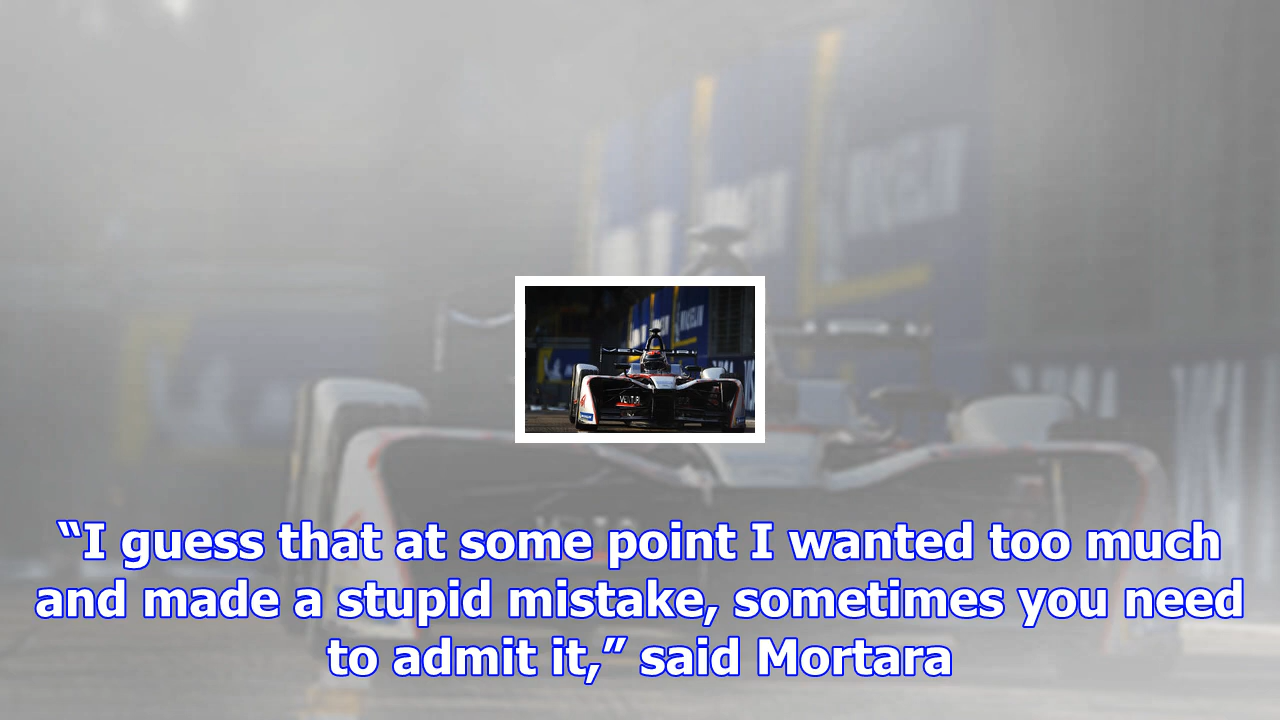 “I guess that at some point I wanted too much
and made a stupid mistake, sometimes you need
to admit it,” said Mortara